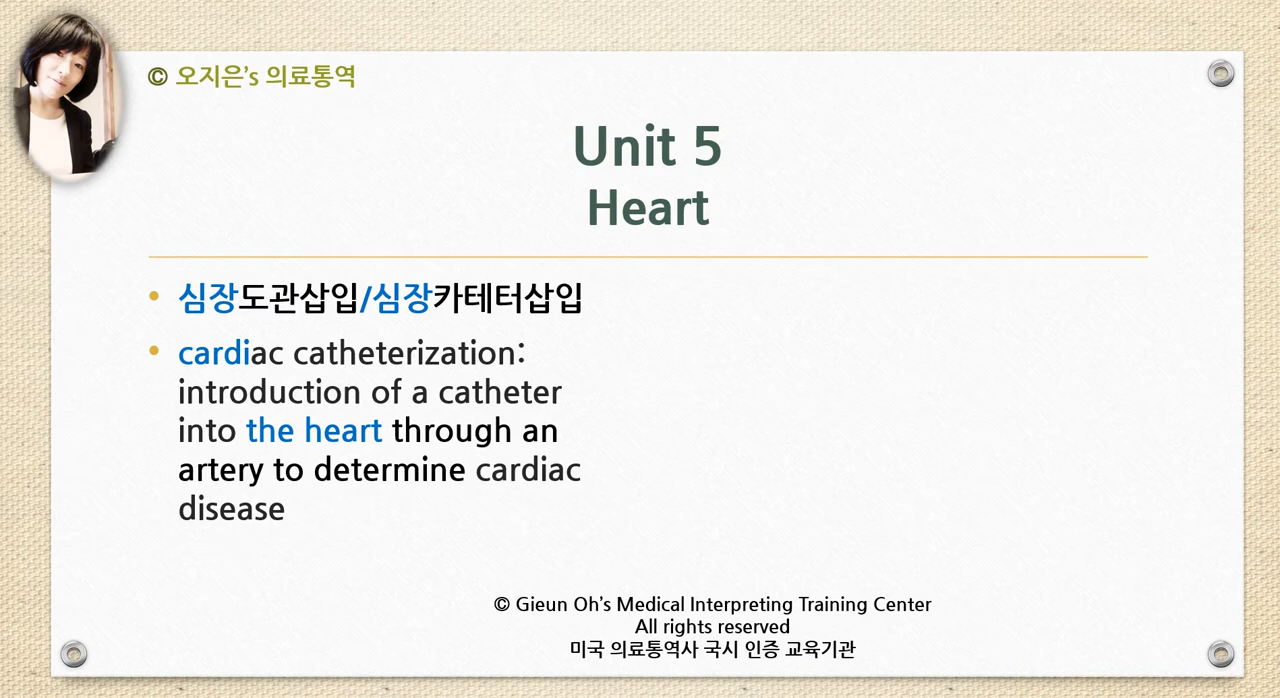 © 오지은’s 의료통역
Unit 5
Heart
• 심장도관삽입/심장카테터삽입
• cardiac catheterization:
introduction of a catheter
into the heart through an
artery to determine cardiac
disease
© Gieun Oh’s Medical Interpreting Training Center
All rights reserved
미국 의료통역사 국시 인증 교육기관